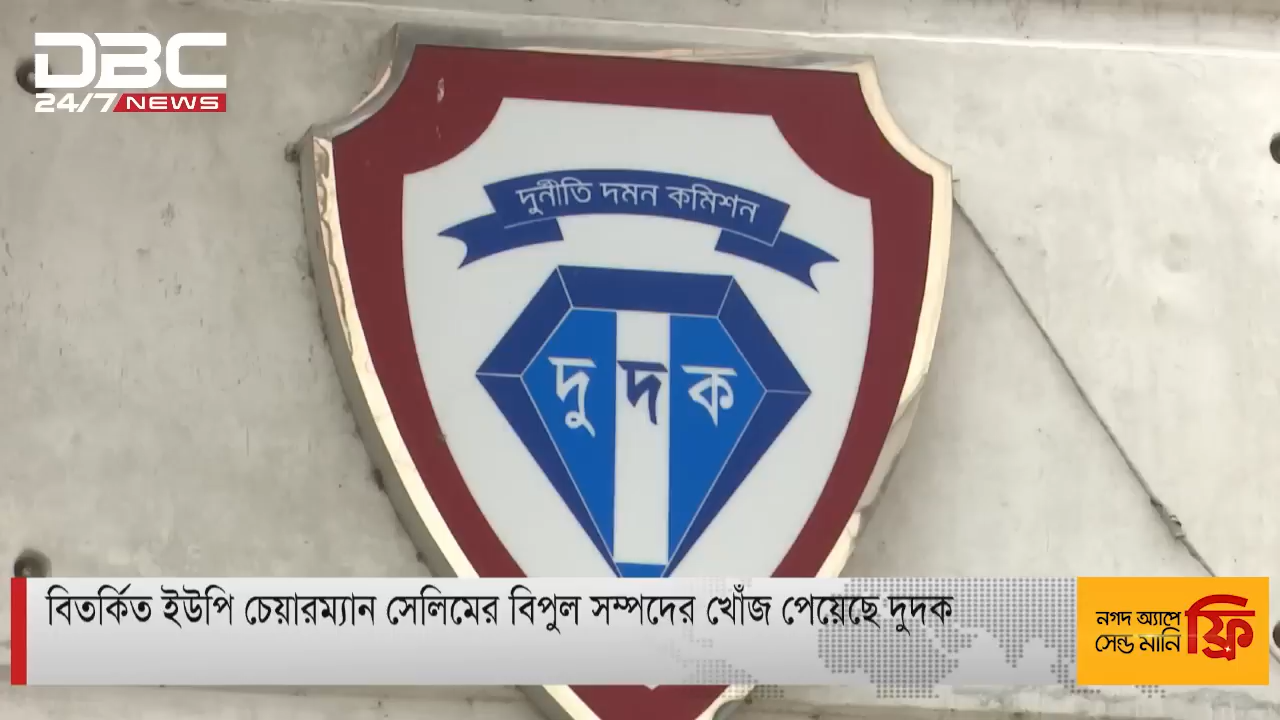 DBC
24/7 NEWS
দুর্নীতি দমন কমিশন
দুদক
বিতর্কিত ইউপি চেয়ারম্যান সেলিমের বিপুল সম্পদের খোঁজ পেয়েছে দুদক
নগদ অ্যাপে
সেন্ড মানি
ফ্রি